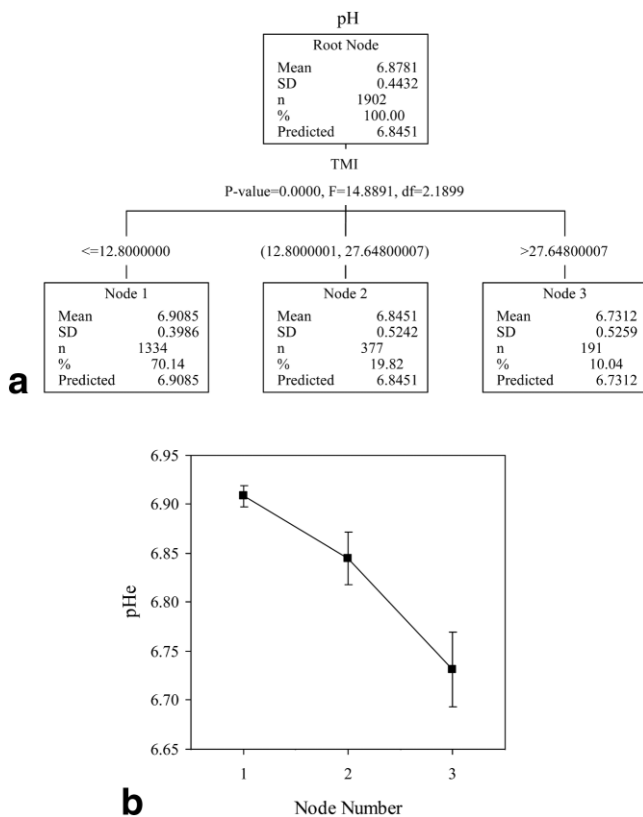 pH
Root Node
Mean 6.8781
SD 0.4432
n 1902
% 100.00
Predicted 6.8451
TMI
P-value=0.0000, F=14.8891, df=2.1899
<=12.8000000 (12.8000001, 27.64800007) >27.64800007
Node 1
Mean 6.9085
SD 0.3986
n 1334
% 70.14
Predicted 6.9085
Node 2
Mean 6.8451
SD 0.5242
n 377
% 19.82
Predicted 6.8451
Node 3
Mean 6.7312
SD 0.5259
n 191
% 10.04
Predicted 6.7312
a
6.95
6.90
6.85
6.80
6.75
6.70
6.65
pHe
1 2 3
Node Number
b